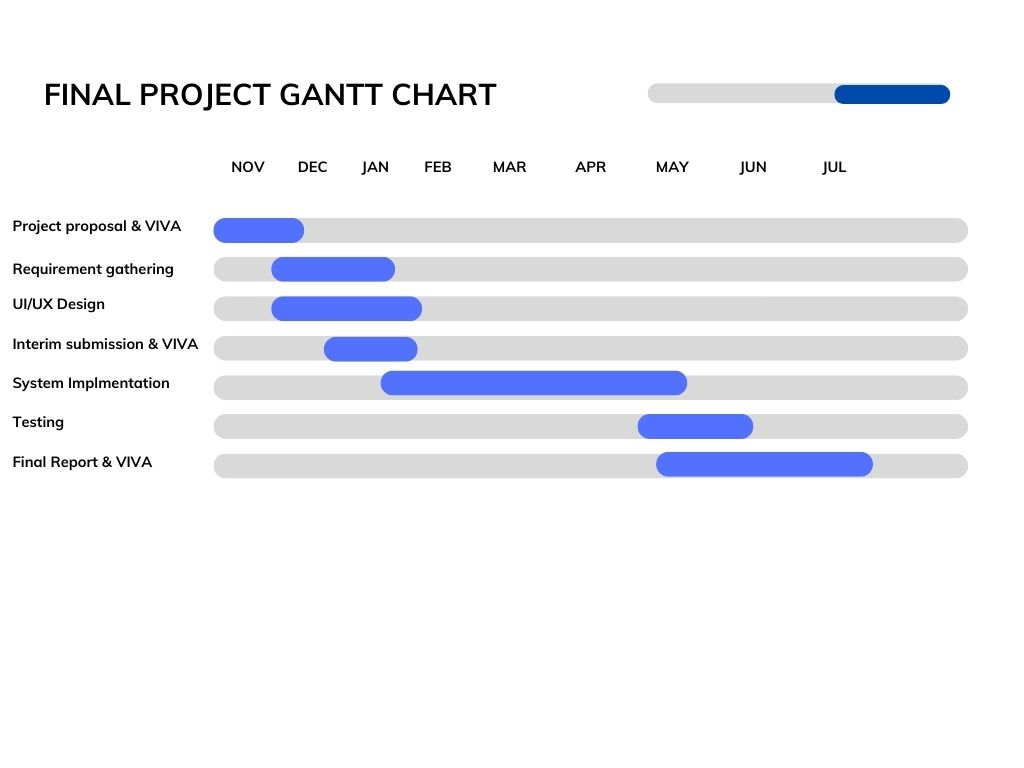 FINAL PROJECT GANTT CHART
NOV DEC JAN FEB MAR APR MAY JUN JUL
Project proposal & VIVA
Requirement gathering
UI/UX Design
Interim submission & VIVA
System Implmentation
Testing
Final Report & VIVA